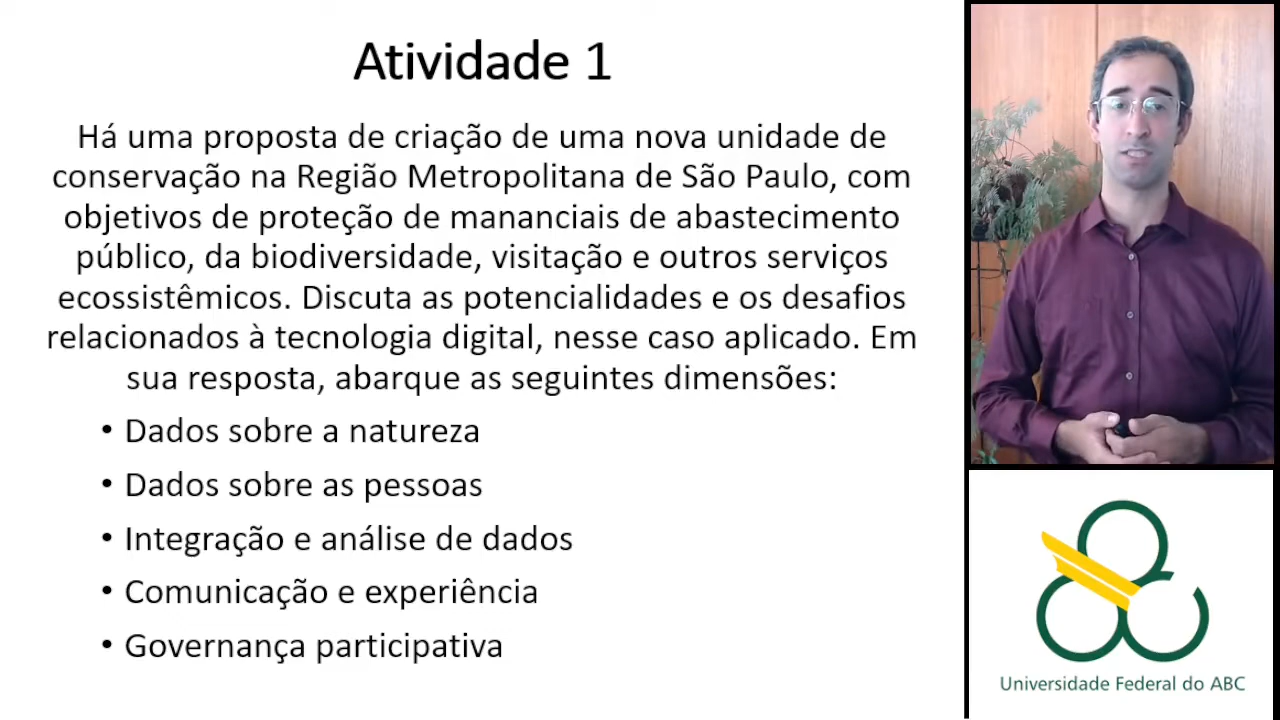 Atividade 1
Há uma proposta de criação de uma nova unidade de
conservação na Região Metropolitana de São Paulo, com
objetivos de proteção de mananciais de abastecimento
público, da biodiversidade, visitação e outros serviços
ecossistêmicos. Discuta as potencialidades e os desafios
relacionados à tecnologia digital, nesse caso aplicado. Em
sua resposta, abarque as seguintes dimensões:
• Dados sobre a natureza
• Dados sobre as pessoas
• Integração e análise de dados
• Comunicação e experiência
• Governança participativa
Universidade Federal do ABC